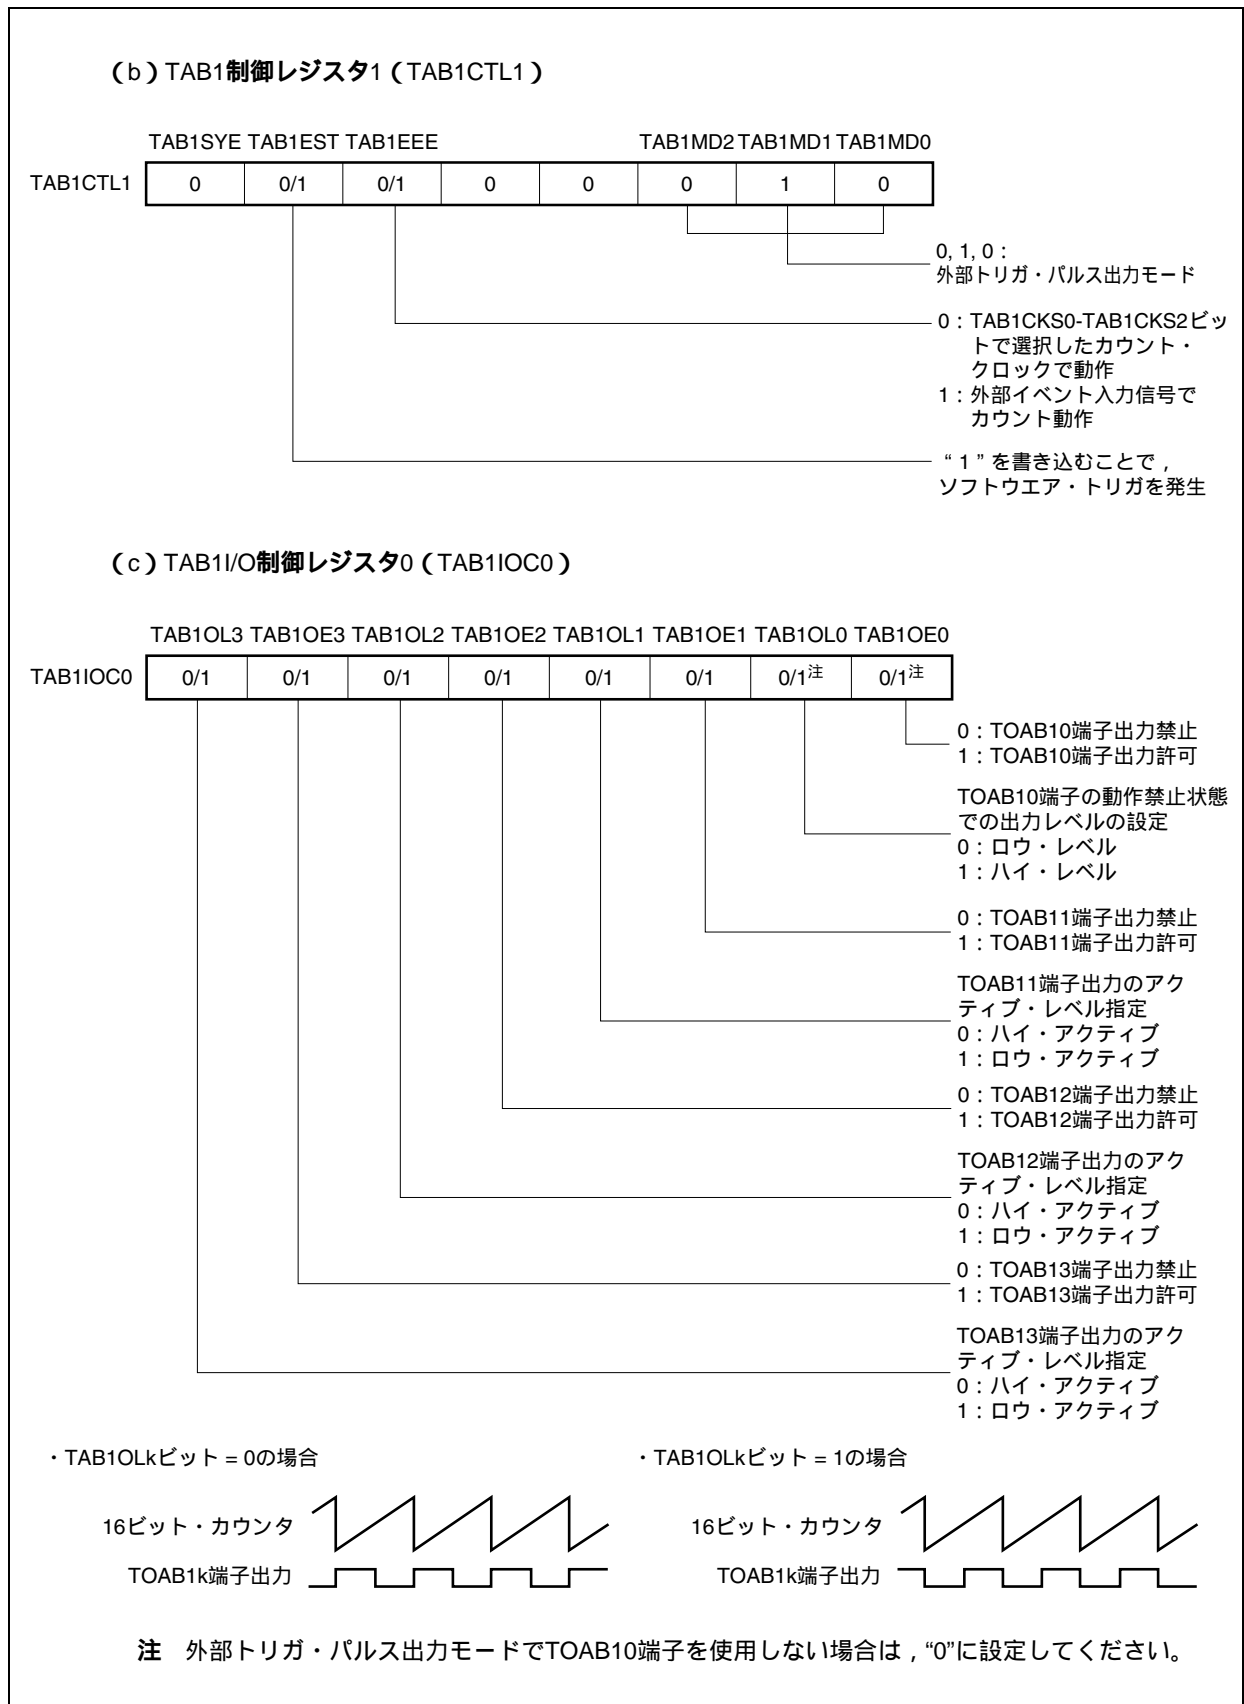 （b）TAB1制御レジスタ1（TAB1CTL1）
TAB1SYE TAB1EST TAB1EEE TAB1MD2 TAB1MD1 TAB1MD0
TAB1CTL1 0 0/1 0/1 0 0 0 1 0
0, 1, 0：
外部トリガ・パルス出力モード
0：TAB1CKS0-TAB1CKS2ビッ
トで選択したカウント・
クロックで動作
1：外部イベント入力信号で
カウント動作
“1”を書き込むことで，
ソフトウエア・トリガを発生
（c）TAB1I/O制御レジスタ0（TAB1IOC0）
TAB1OL3 TAB1OE3 TAB1OL2 TAB1OE2 TAB1OL1 TAB1OE1 TAB1OL0 TAB1OE0
TAB1IOC0 0/1 0/1 0/1 0/1 0/1 0/1 0/1注 0/1注
0：TOAB10端子出力禁止
1：TOAB10端子出力許可
TOAB10端子の動作禁止状態
での出力レベルの設定
0：ロウ・レベル
1：ハイ・レベル
0：TOAB11端子出力禁止
1：TOAB11端子出力許可
TOAB11端子出力のアク
ティブ・レベル指定
0：ハイ・アクティブ
1：ロウ・アクティブ
0：TOAB12端子出力禁止
1：TOAB12端子出力許可
TOAB12端子出力のアク
ティブ・レベル指定
0：ハイ・アクティブ
1：ロウ・アクティブ
0：TOAB13端子出力禁止
1：TOAB13端子出力許可
TOAB13端子出力のアク
ティブ・レベル指定
0：ハイ・アクティブ
1：ロウ・アクティブ
・TAB1OLkビット = 0の場合
16ビット・カウンタ
TOAB1k端子出力
・TAB1OLkビット = 1の場合
16ビット・カウンタ
TOAB1k端子出力
注 外部トリガ・パルス出力モードでTOAB10端子を使用しない場合は，“0”に設定してください。